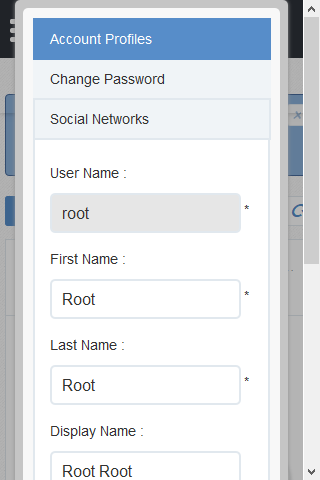 Account Profiles
Change Password
Social Networks
User Name :
root *
First Name :
Root *
Last Name :
Root *
Display Name :
Root Root